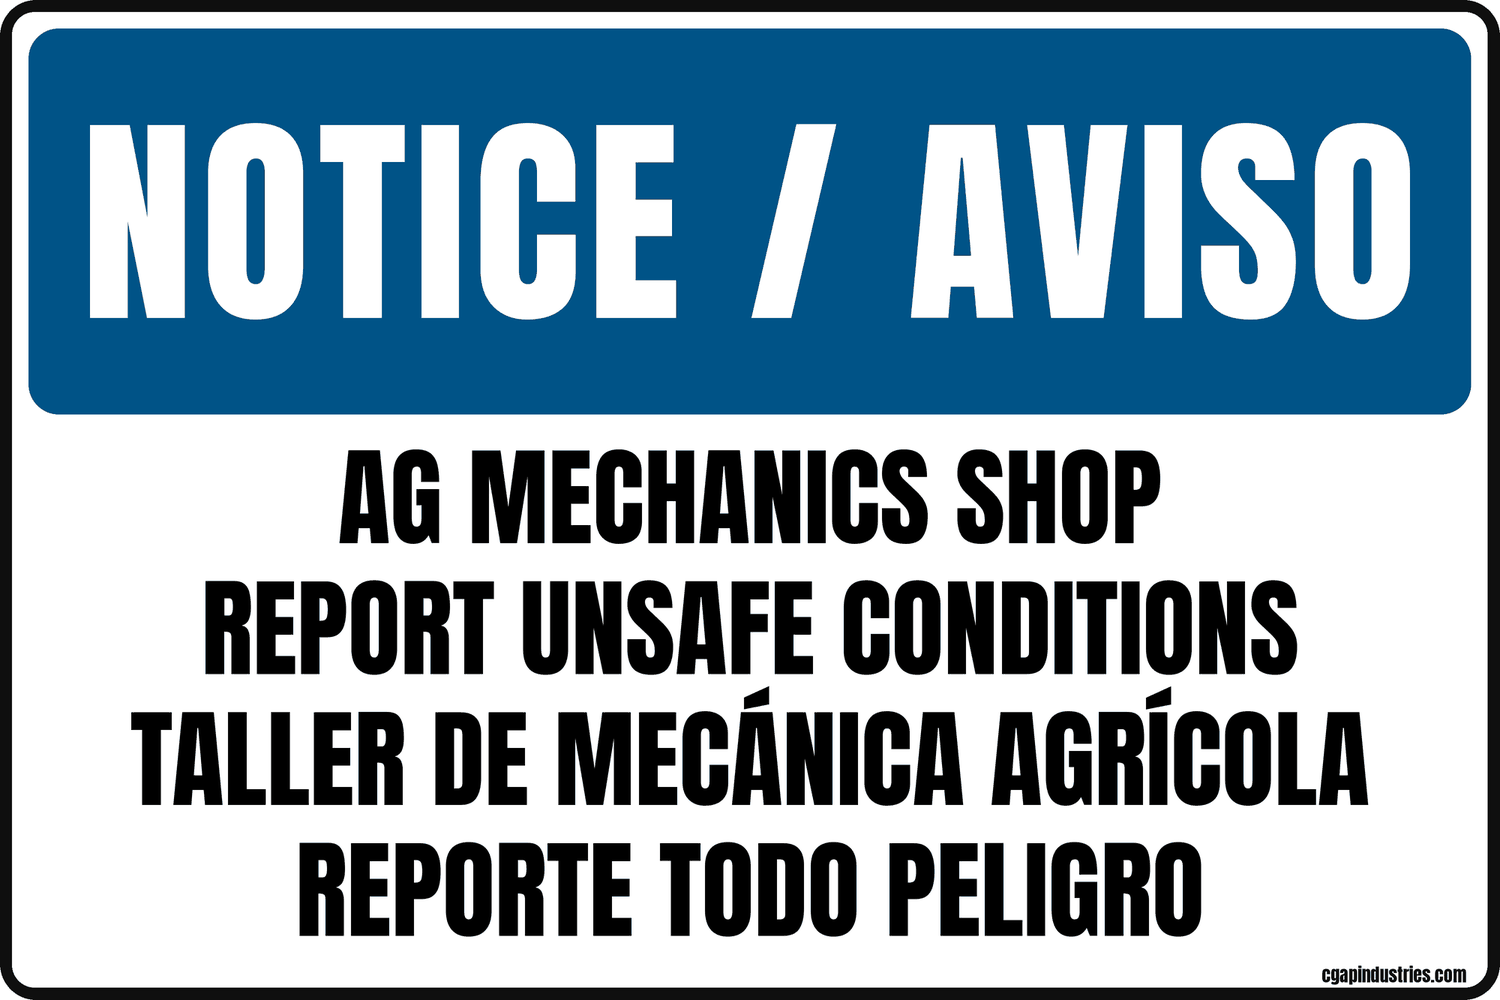 NOTICE / AVISO
AG MECHANICS SHOP
REPORT UNSAFE CONDITIONS
TALLER DE MECÁNICA AGRÍCOLA
REPORTE TODO PELIGRO
cgapindustries.com